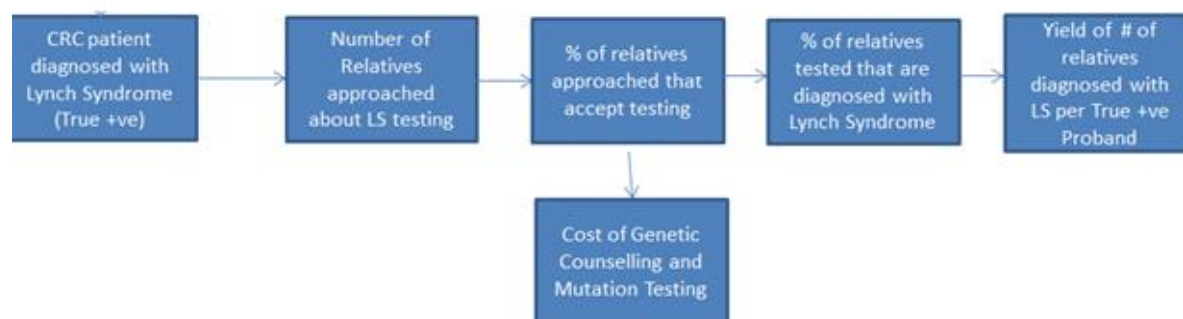 CRC patient
diagnosed with
Lynch Syndrome
(True +ve)
Number of
Relatives
approached
about LS testing
% of relatives
approached that
accept testing
% of relatives
tested that are
diagnosed with
Lynch Syndrome
Yield of # of
relatives
diagnosed with
LS per True +ve
Proband
Cost of Genetic
Counselling and
Mutation Testing